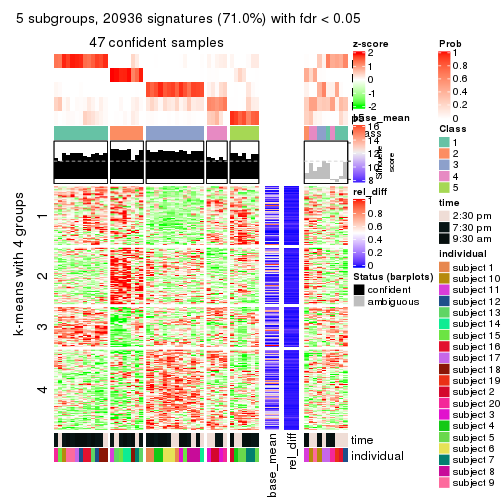 5 subgroups, 20936 signatures (71.0%) with fdr < 0.05
47 confident samples
k-means with 4 groups
1
2
3
4
time
individual
base_mean
rel_diff
z-score
2
1
0
-1
-2
base_mean
16
14
12
10
8
Silhouette
score
rel_diff
1
0.8
0.6
0.4
0.2
0
Status (barplots)
confident
ambiguous
Prob
1
0.8
0.6
0.4
0.2
0
Class
1
2
3
4
5
time
2:30 pm
7:30 pm
9:30 am
individual
subject 1
subject 10
subject 11
subject 12
subject 13
subject 14
subject 15
subject 16
subject 17
subject 18
subject 19
subject 2
subject 20
subject 3
subject 4
subject 5
subject 6
subject 7
subject 8
subject 9